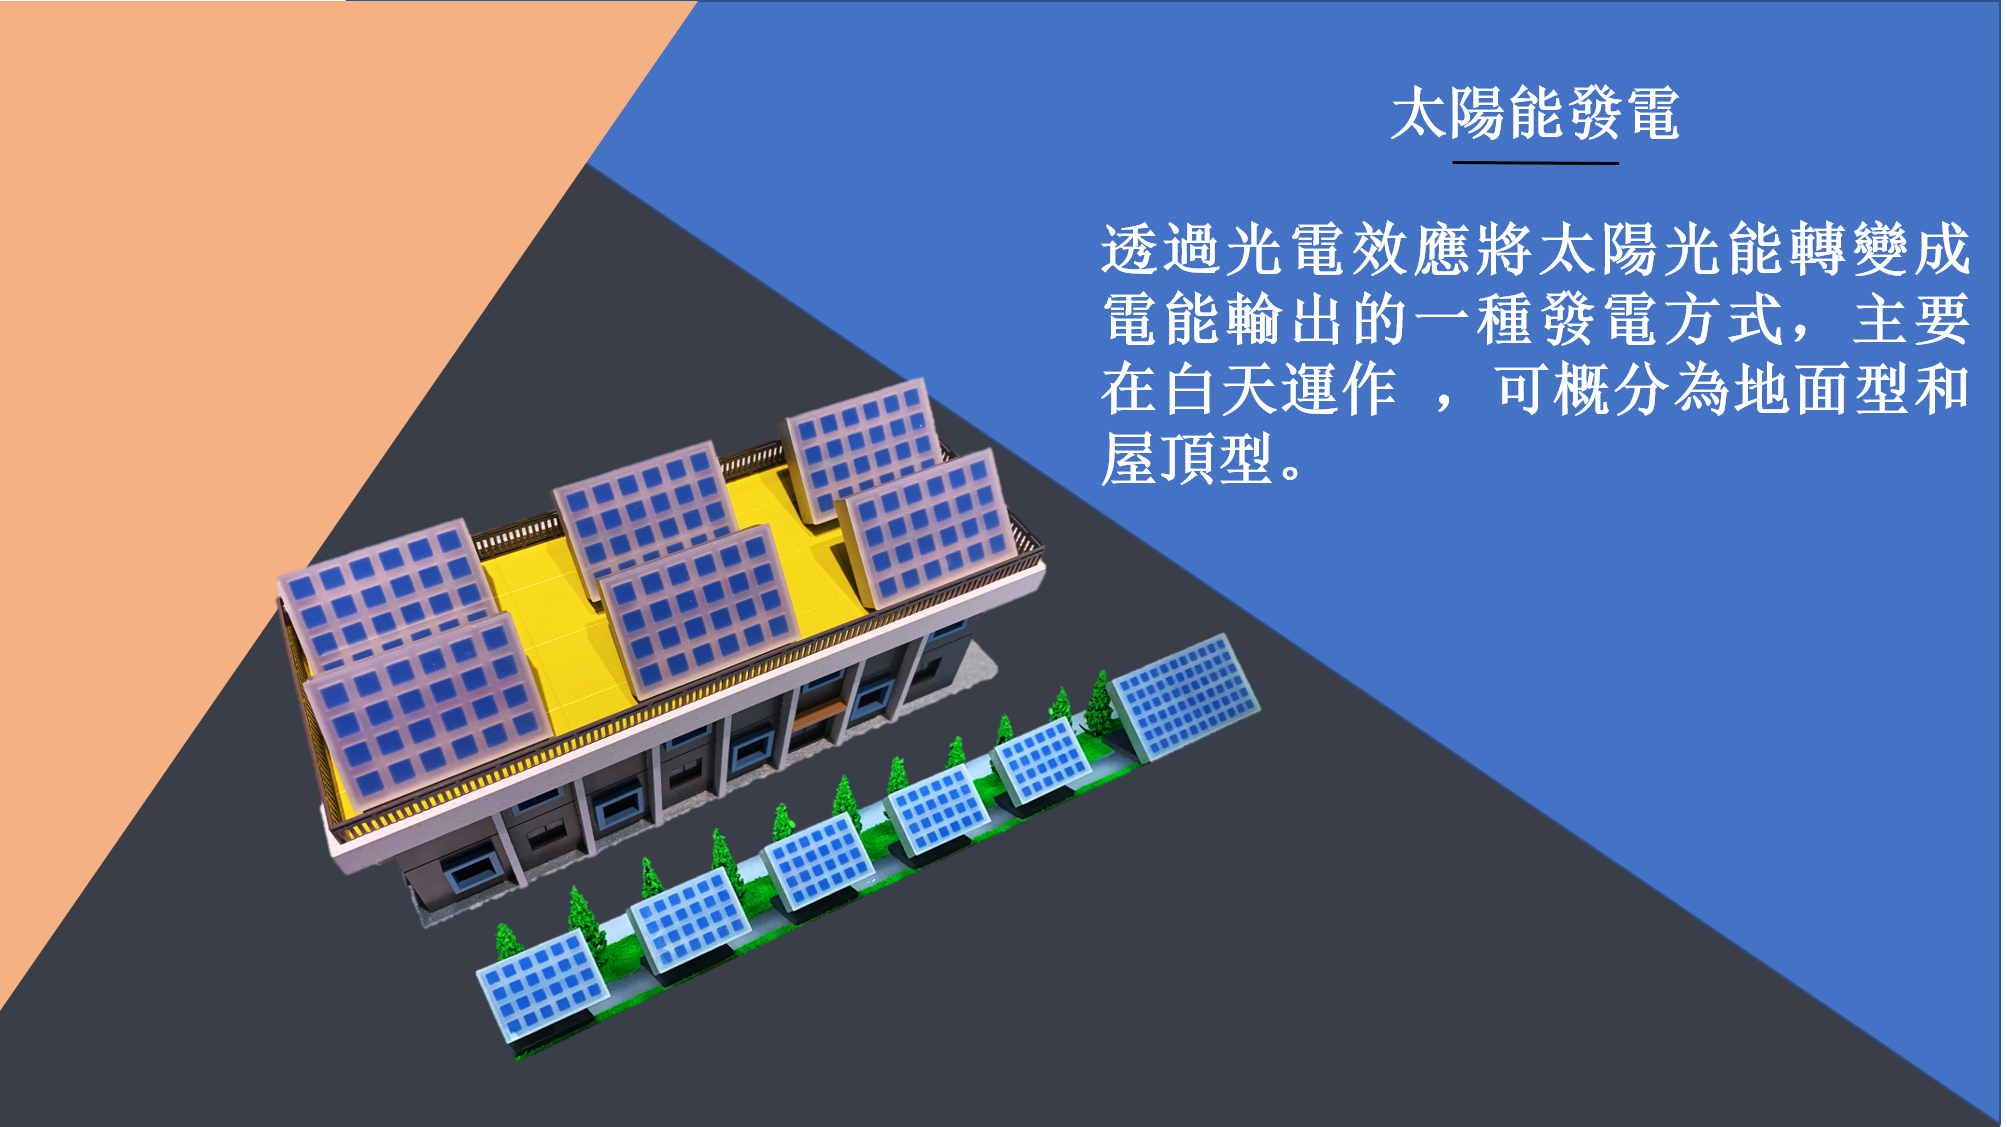 太陽能發電
透過光電效應將太陽光能轉變成
電能輸出的一種發電方式，主要
在白天運作 ，可概分為地面型和
屋頂型。